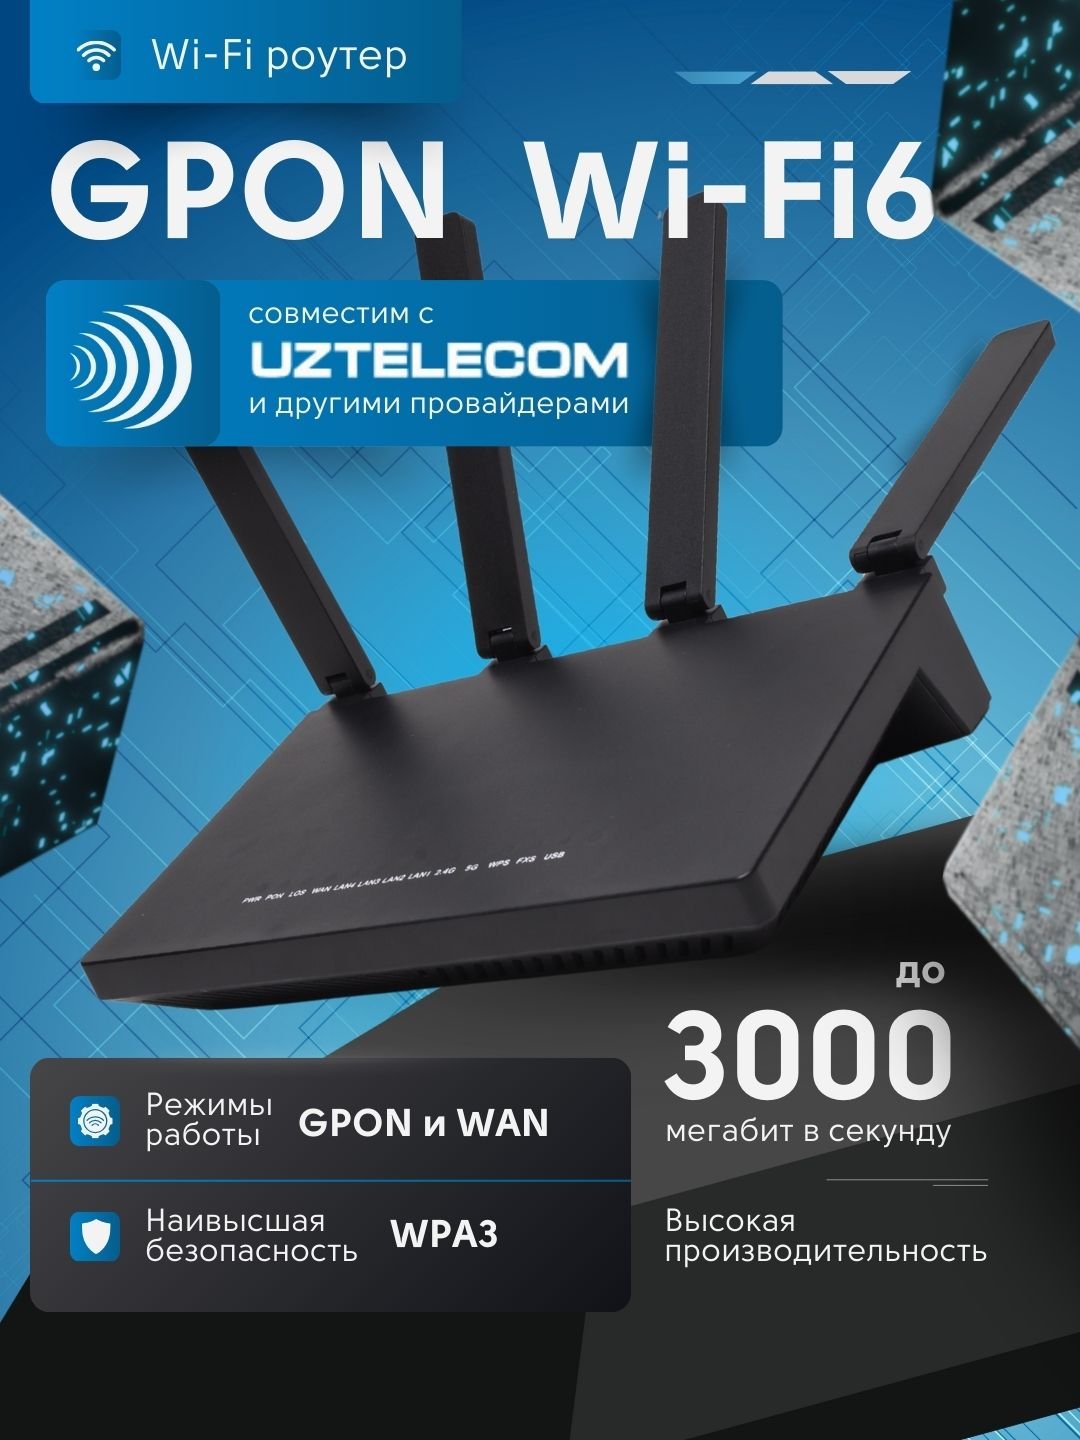 Wi-Fi роутер
GPON Wi-Fi6
совместим с
UZTELECOM
и другими провайдерами
PWR PON LOS WAN LAN4 LAN3 LAN2 LAN1 2.4G 5G WPS FXS USB
до
3000
мегабит в секунду
Режимы
работы
GPON и WAN
Наивысшая
безопасность
WPA3
Высокая
производительность